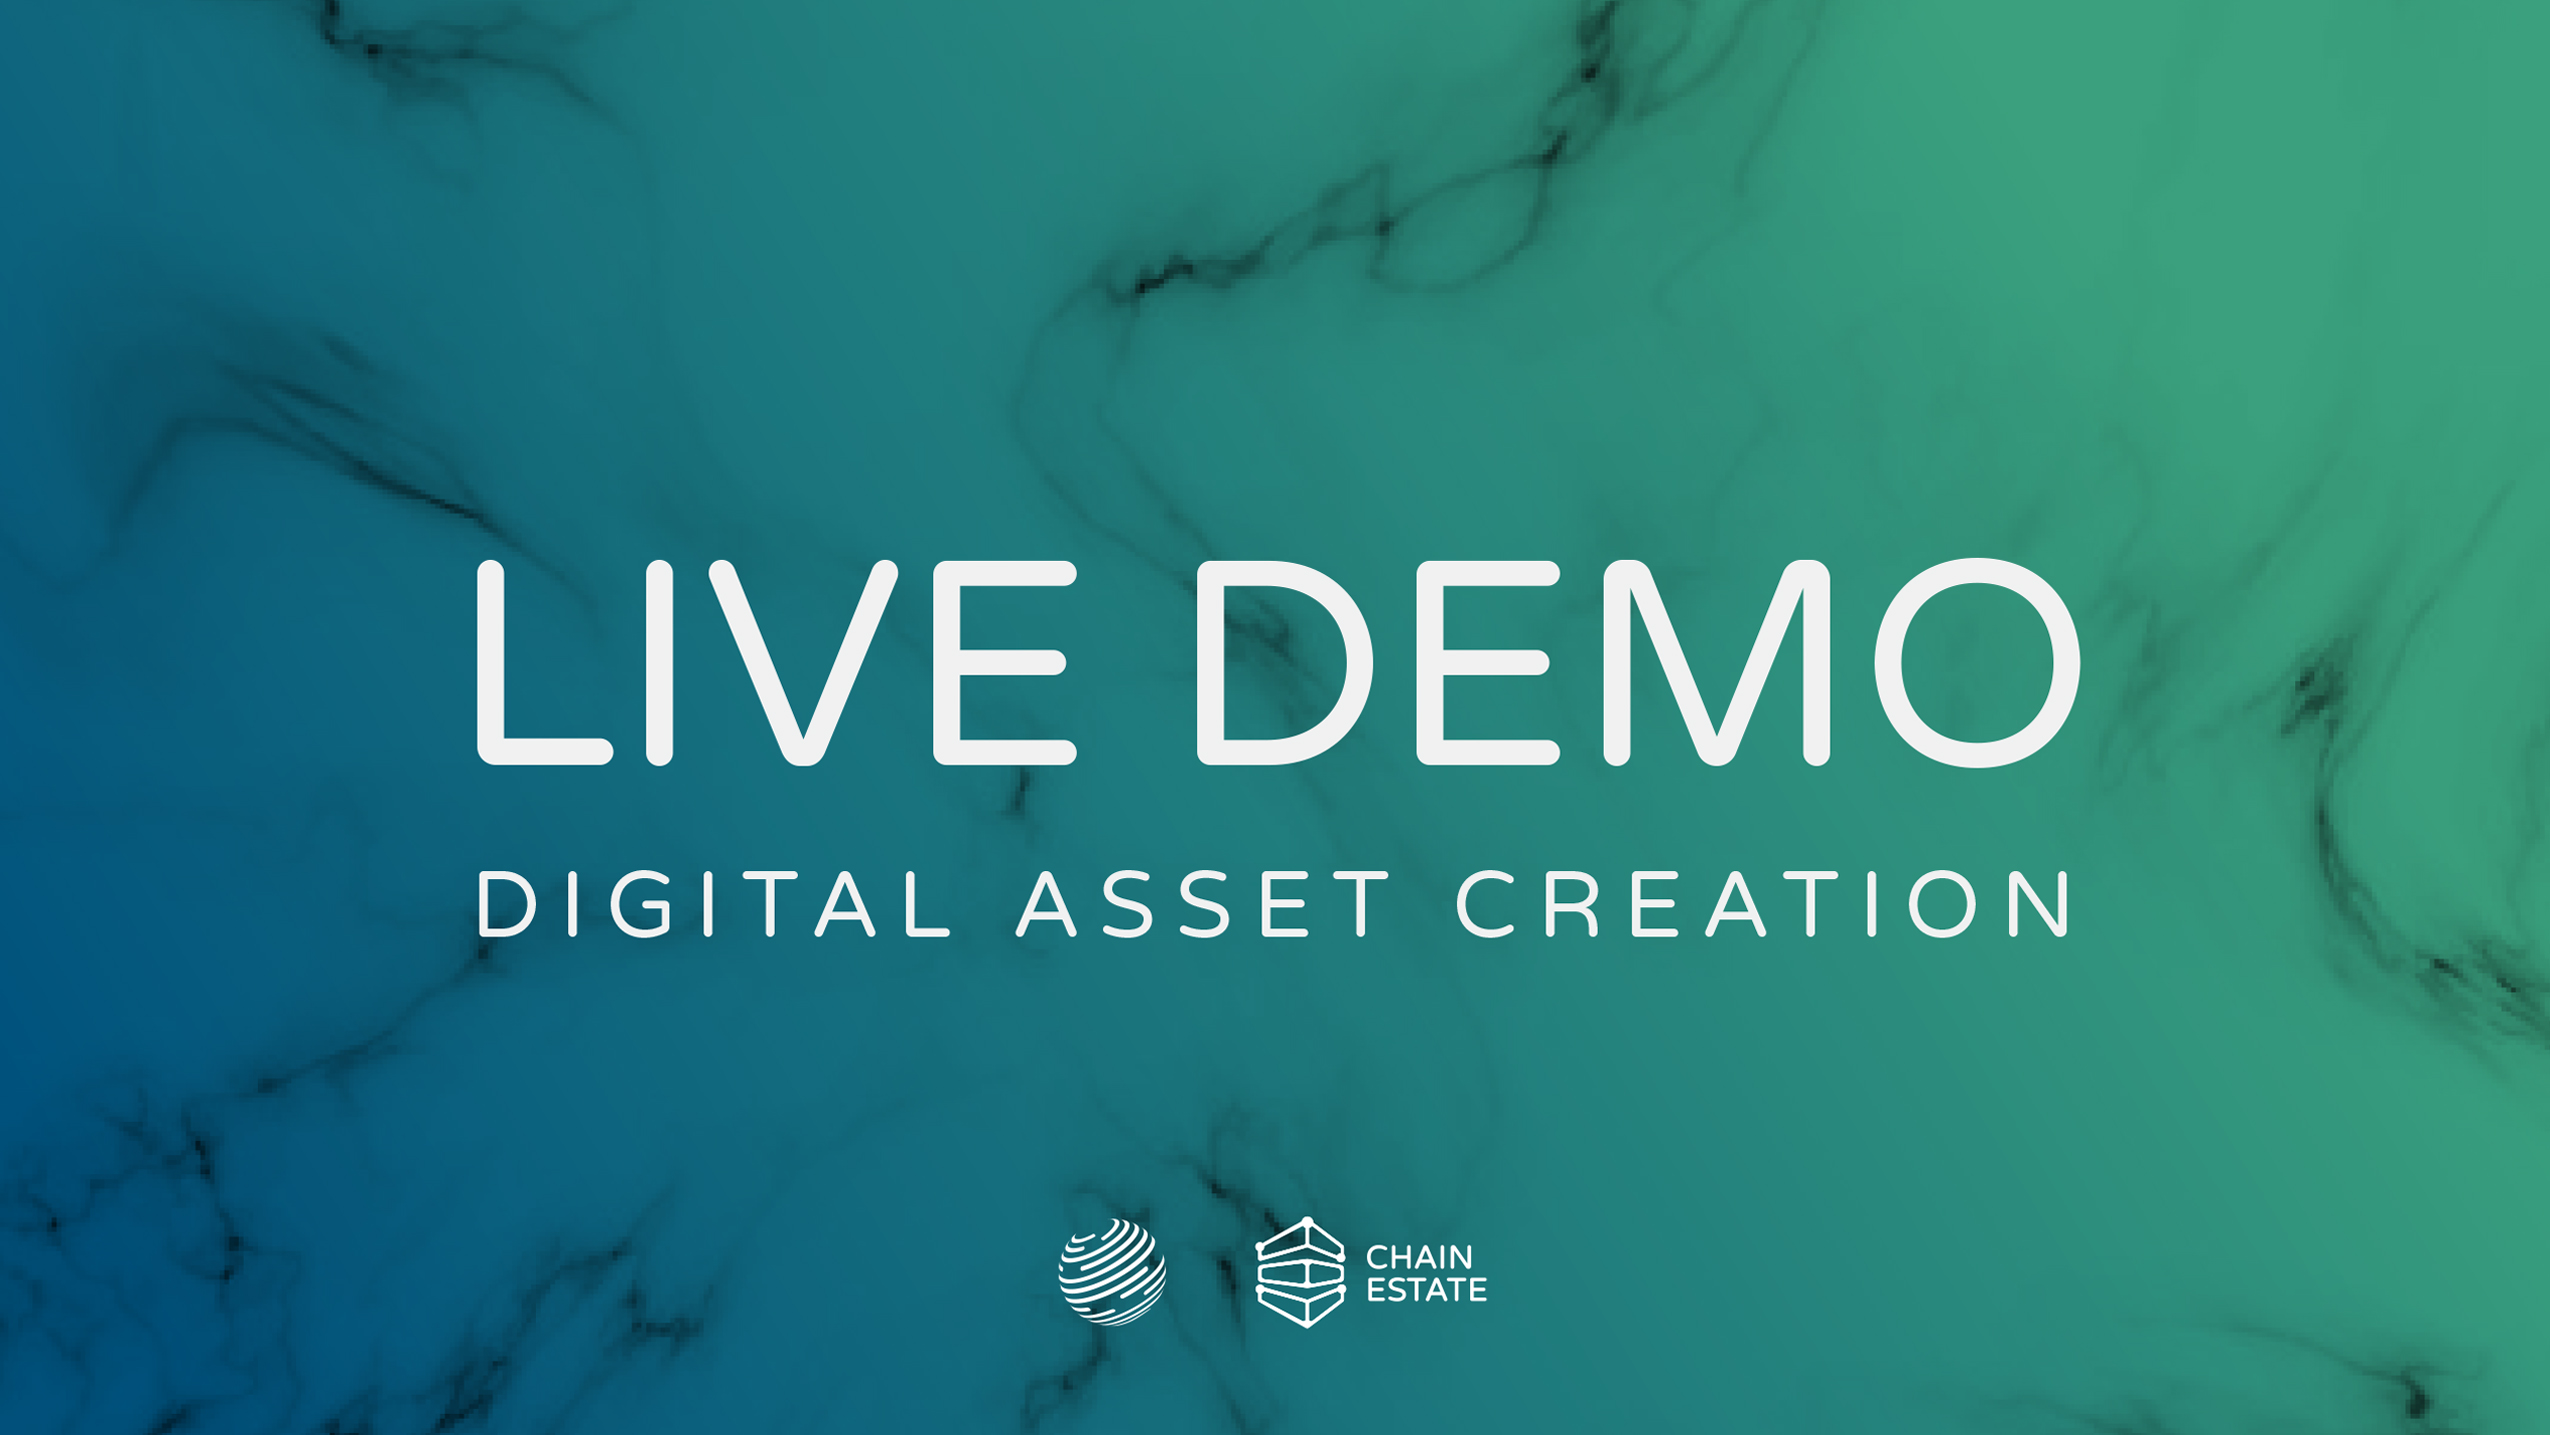 LIVE DEMO
DIGITAL ASSET CREATION
CHAIN
ESTATE